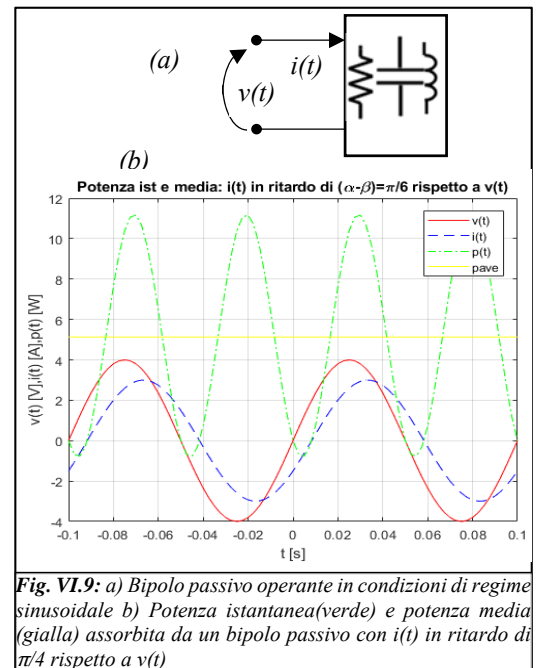 (a)
i(t)
v(t)
(b)
Potenza ist e media: i(t) in ritardo di (α-β)=π/6 rispetto a v(t)
v(t)
i(t)
p(t)
pave
v(t) [V],i(t) [A],p(t) [W]
12
10
8
6
4
2
0
-2
-4
-0.1 -0.08 -0.06 -0.04 -0.02 0 0.02 0.04 0.06 0.08 0.1
t [s]
Fig. VI.9: a) Bipolo passivo operante in condizioni di regime
sinusoidale b) Potenza istantanea(verde) e potenza media
(gialla) assorbita da un bipolo passivo con i(t) in ritardo di
π/4 rispetto a v(t)